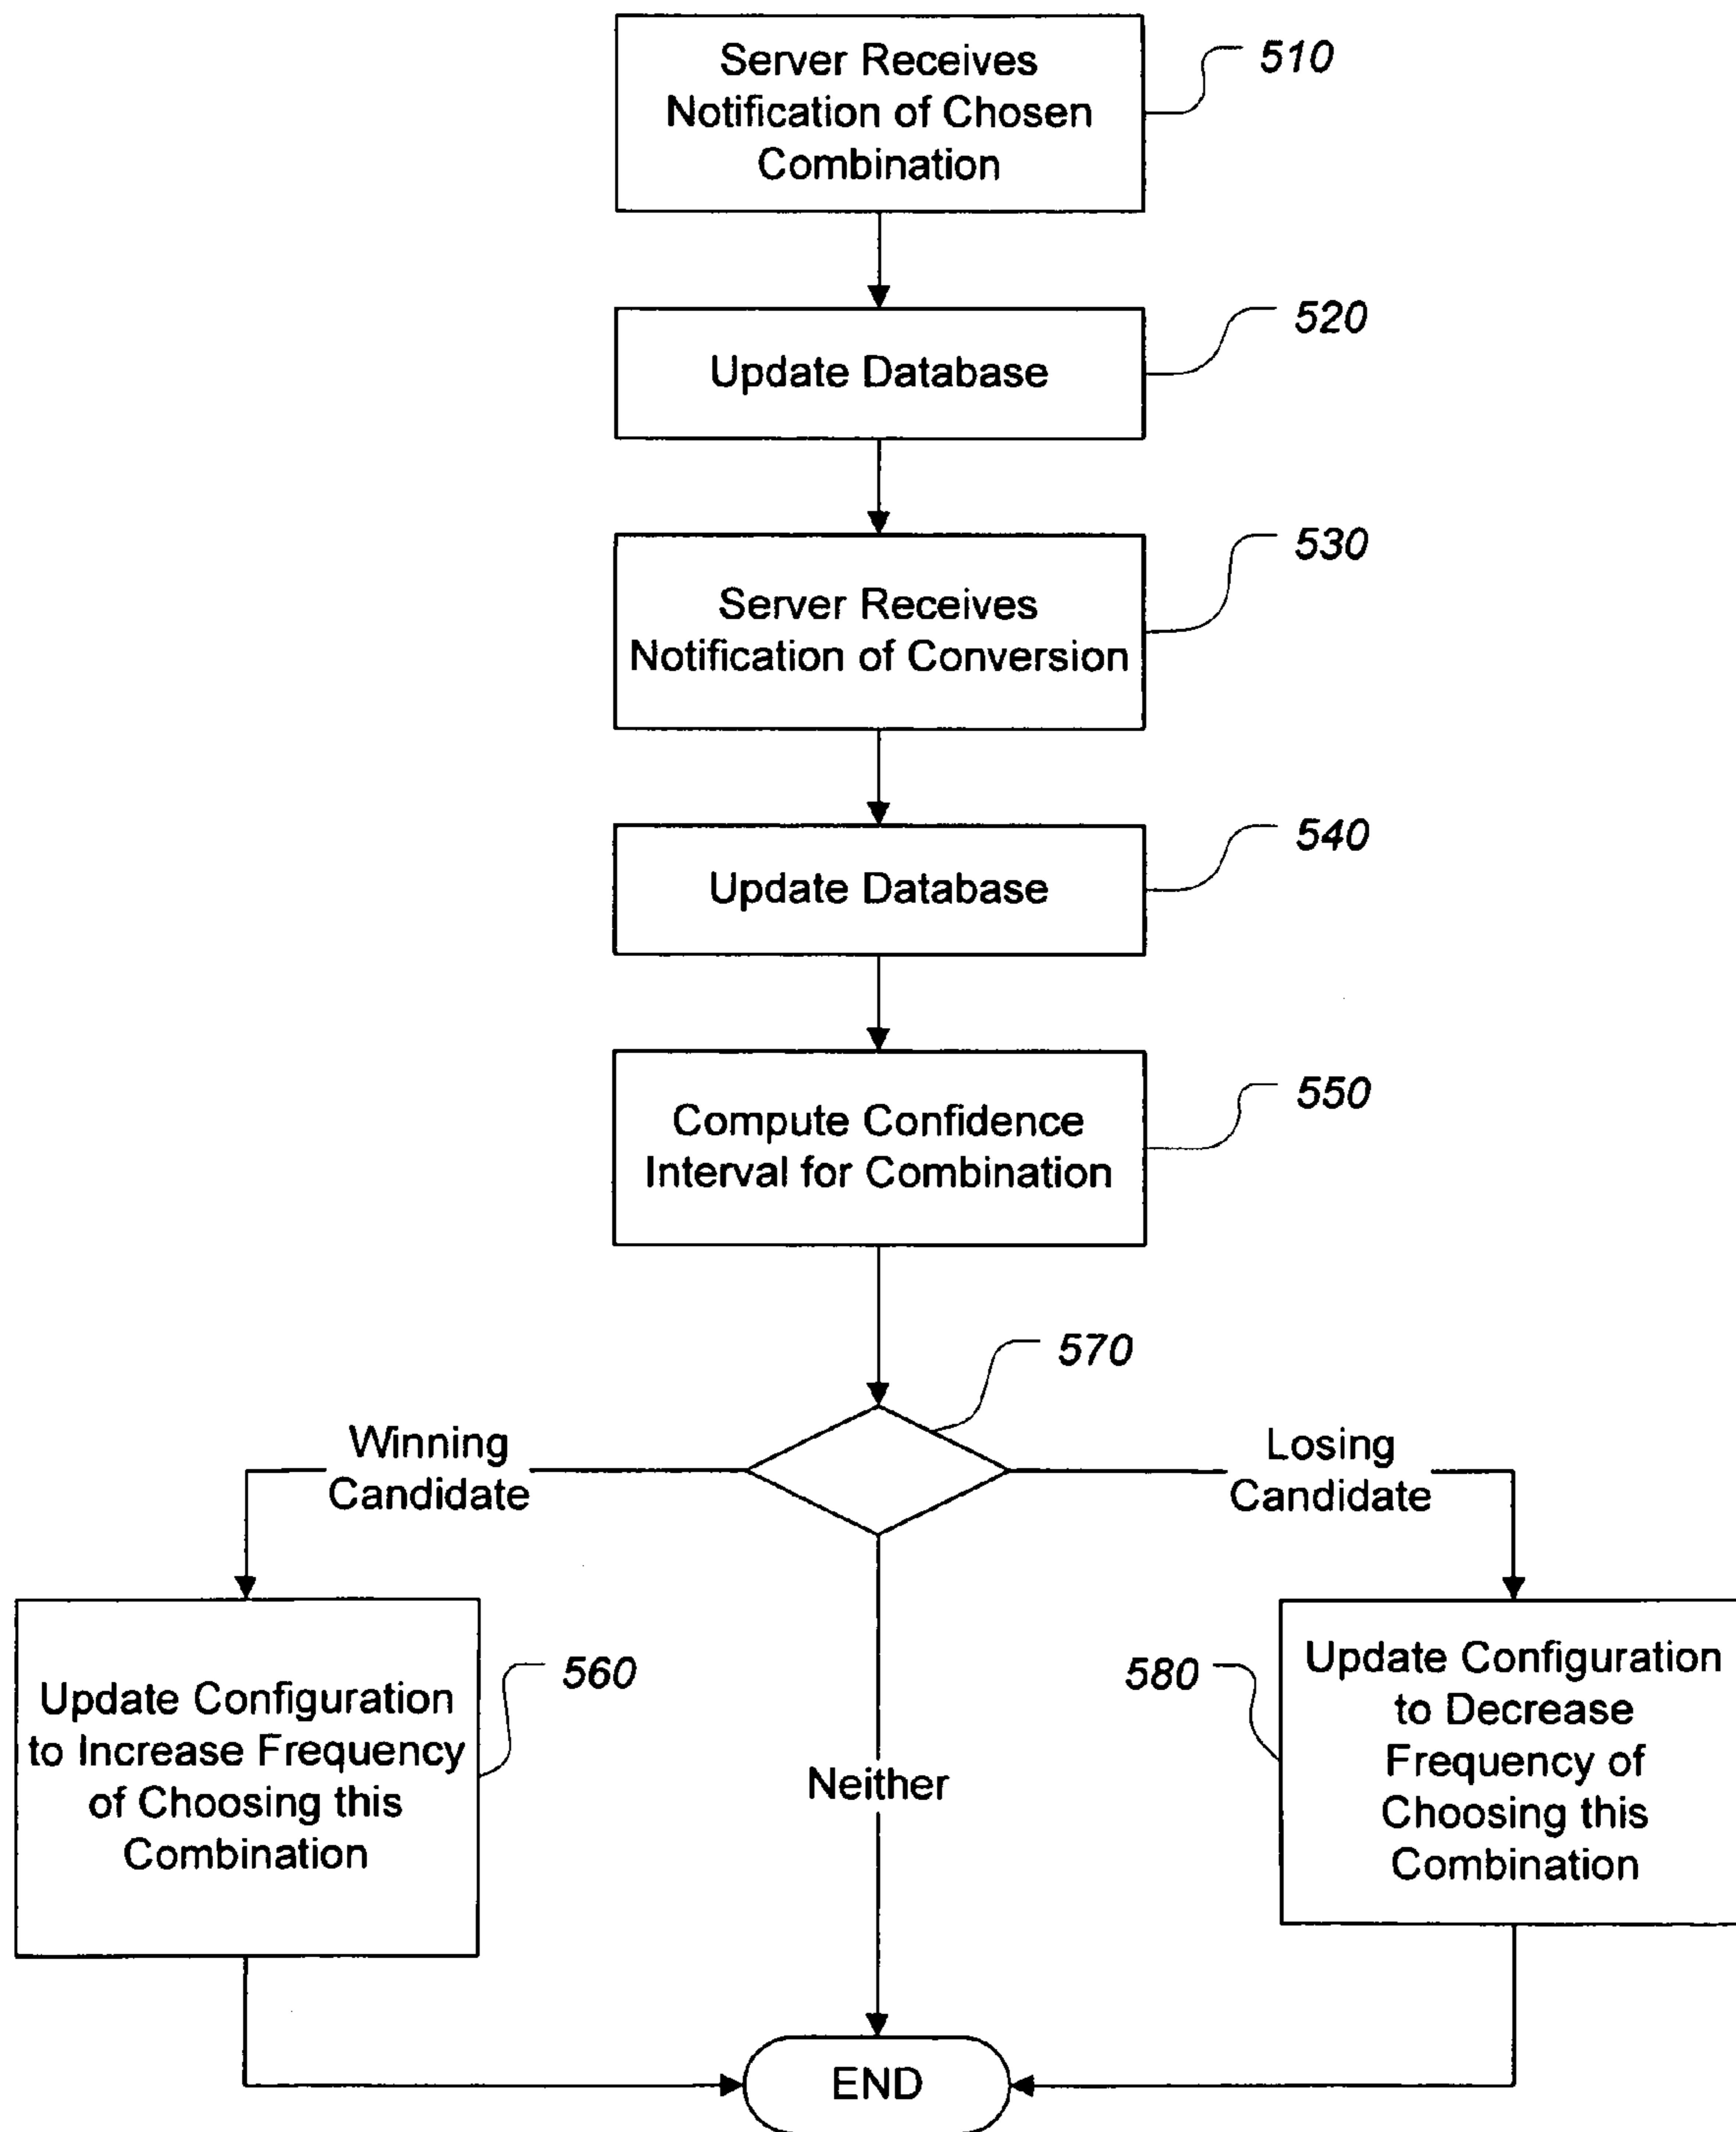 Server Receives
Notification of Chosen
Combination
510
Update Database
520
Server Receives
Notification of Conversion
530
Update Database
540
Compute Confidence
Interval for Combination
550
570
Winning
Candidate
Losing
Candidate
Neither
Update Configuration
to Increase Frequency
of Choosing this
Combination
560
580
Update Configuration
to Decrease
Frequency of
Choosing this
Combination
END